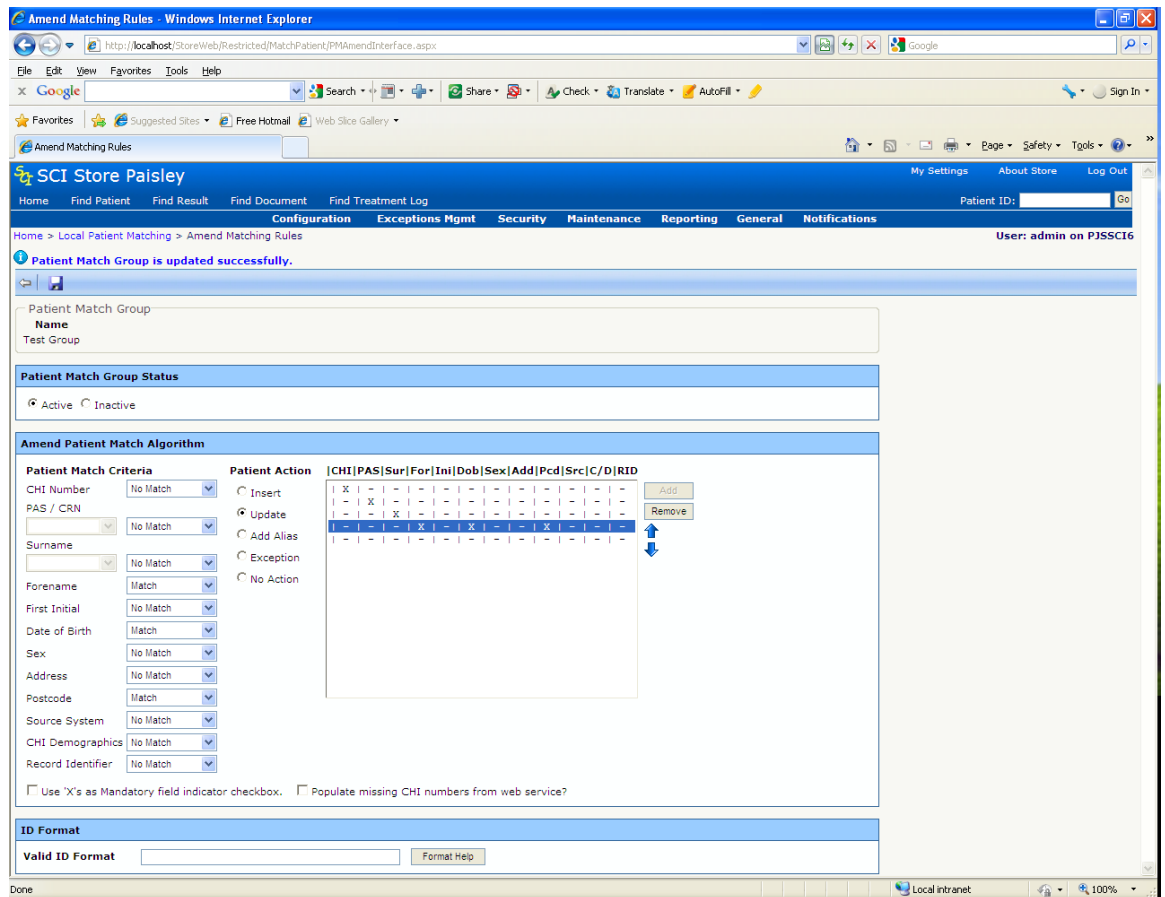 Amend Matching Rules - Windows Internet Explorer
http://localhost/StoreWeb/Restricted/MatchPatient/PMAmendInterface.aspx
Google
File Edit View Favorites Tools Help
x Google Search Share Check Translate AutoFill Sign In
Favorites Suggested Sites Free Hotmail Web Slice Gallery
Amend Matching Rules Page Safety Tools »
SCI Store Paisley My Settings About Store Log Out
Home Find Patient Find Result Find Document Find Treatment Log Patient ID: Go
Configuration Exceptions Mgmt Security Maintenance Reporting General Notifications
Home > Local Patient Matching > Amend Matching Rules User: admin on PJSSCI6
Patient Match Group is updated successfully.
Patient Match Group
Name
Test Group
Patient Match Group Status
Active Inactive
Amend Patient Match Algorithm
Patient Match Criteria Patient Action |CHI|PAS|Sur|For|Ini|Dob|Sex|Add|Pcd|Src|C/D|RID
CHI Number No Match Insert | X | - | - | - | - | - | - | - | - | - | - | - Add
PAS / CRN | - | X | - | - | - | - | - | - | - | - | - | -
No Match Update | - | - | X | - | - | - | - | - | - | - | - | - Remove
| - | - | - | X | - | X | - | - | X | - | - | -
Surname Add Alias | - | - | - | - | - | - | - | - | - | - | - | -
No Match Exception
Forename Match No Action
First Initial No Match
Date of Birth Match
Sex No Match
Address No Match
Postcode Match
Source System No Match
CHI Demographics No Match
Record Identifier No Match
Use 'X's as Mandatory field indicator checkbox. Populate missing CHI numbers from web service?
ID Format
Valid ID Format Format Help
Done Local intranet 100%